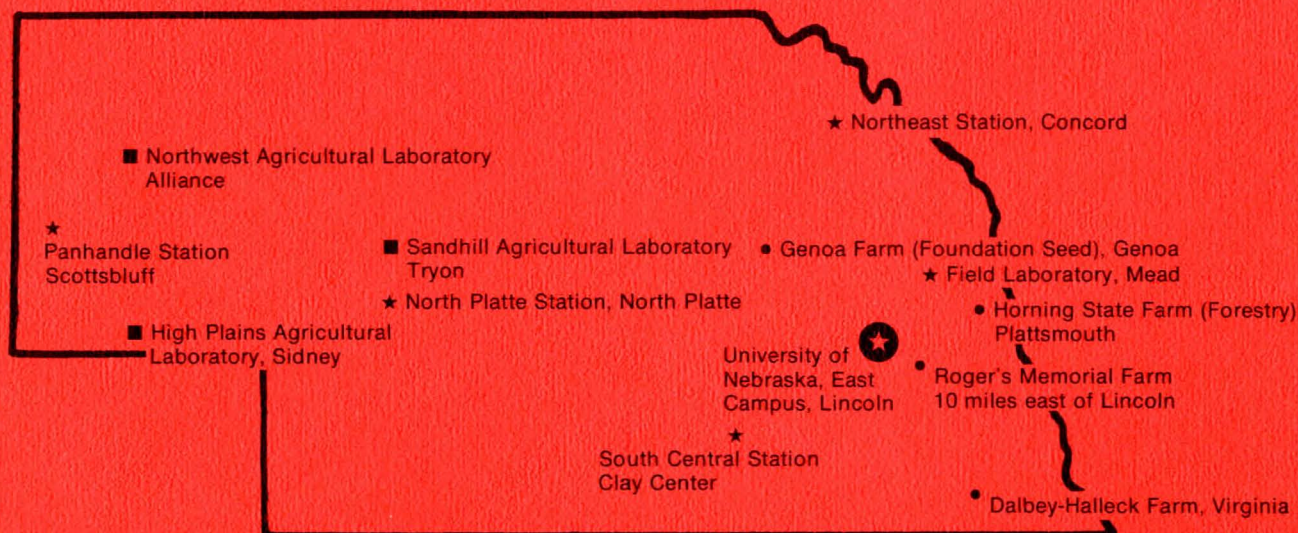 ★ Northeast Station, Concord
■ Northwest Agricultural Laboratory
Alliance
★
Panhandle Station
Scottsbluff
■ Sandhill Agricultural Laboratory
Tryon
• Genoa Farm (Foundation Seed), Genoa
★ Field Laboratory, Mead
★ North Platte Station, North Platte
• Horning State Farm (Forestry)
Plattsmouth
■ High Plains Agricultural
Laboratory, Sidney
University of
Nebraska, East
Campus, Lincoln
• Roger's Memorial Farm
10 miles east of Lincoln
★
South Central Station
Clay Center
• Dalbey-Halleck Farm, Virginia